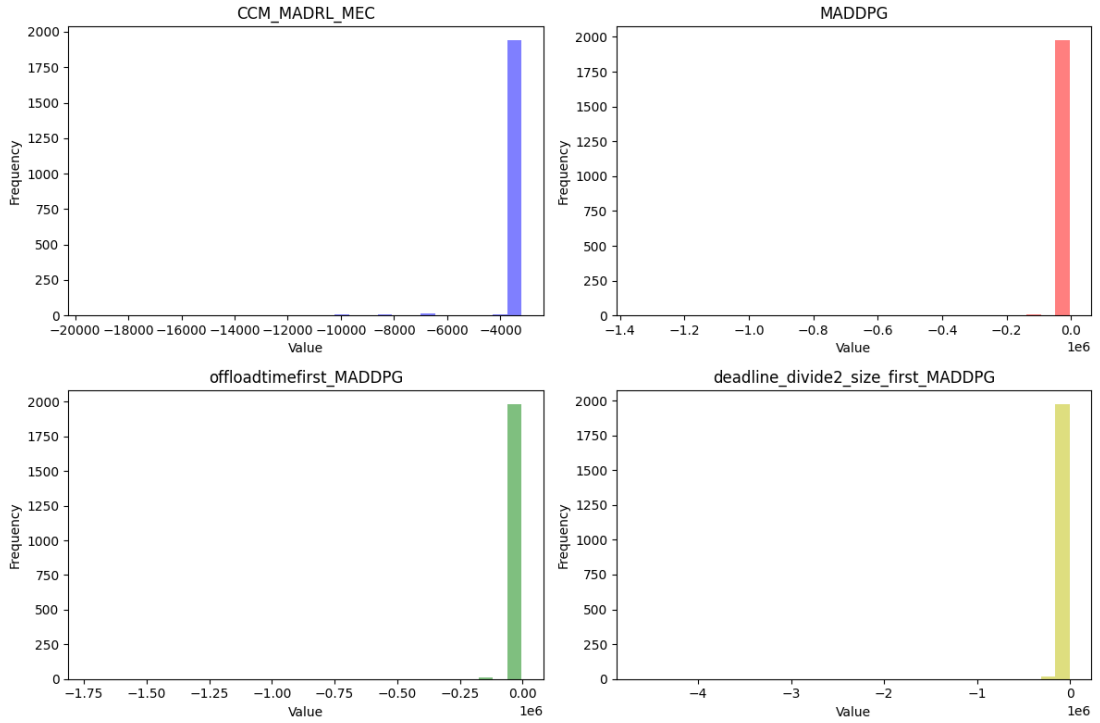 CCM_MADRL_MEC
2000
1750
1500
1250
1000
750
500
250
0
Frequency
−20000 −18000 −16000 −14000 −12000 −10000 −8000 −6000 −4000
Value
MADDPG
2000
1750
1500
1250
1000
750
500
250
0
Frequency
−1.4 −1.2 −1.0 −0.8 −0.6 −0.4 −0.2 0.0
Value
1e6
offloadtimefirst_MADDPG
2000
1750
1500
1250
1000
750
500
250
0
Frequency
−1.75 −1.50 −1.25 −1.00 −0.75 −0.50 −0.25 0.00
Value
1e6
deadline_divide2_size_first_MADDPG
2000
1750
1500
1250
1000
750
500
250
0
Frequency
−4 −3 −2 −1 0
Value
1e6